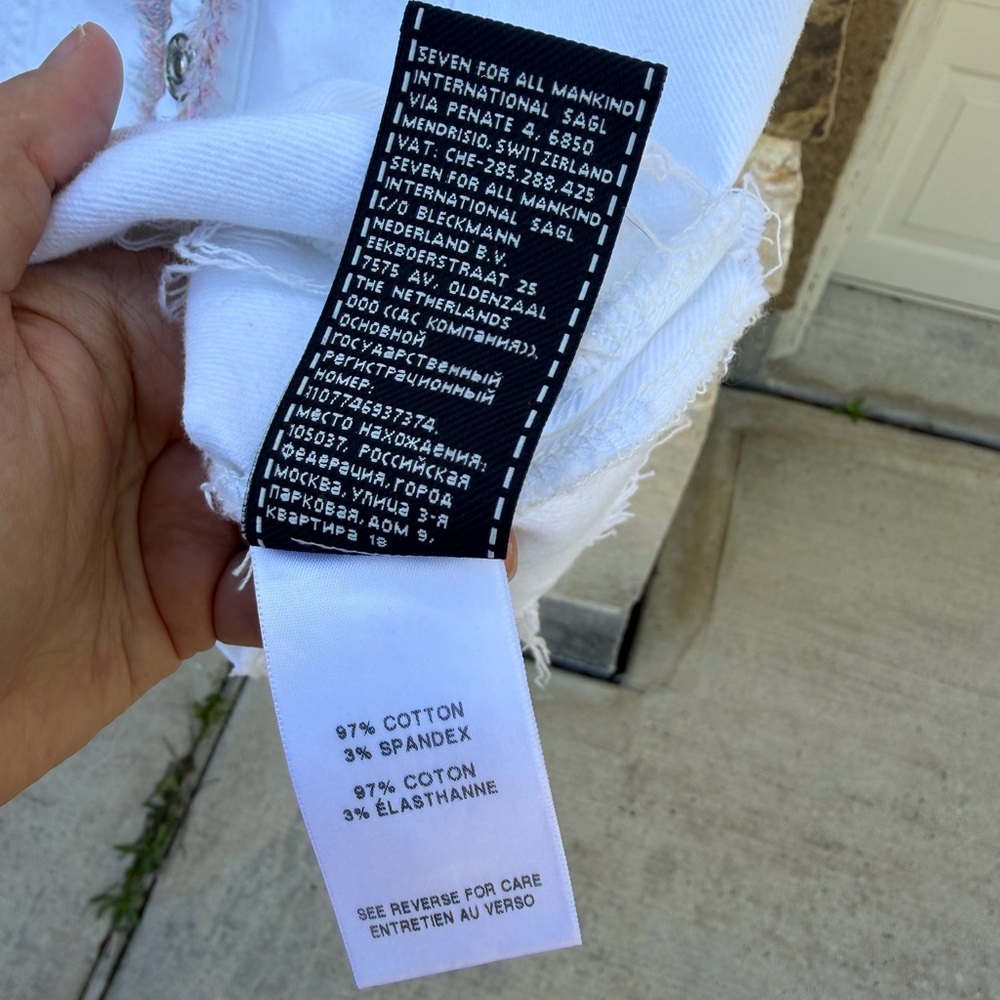 SEVEN FOR ALL MANKIND
INTERNATIONAL SAGL
VIA PENATE 4, 6850
MENDRISIO, SWITZERLAND
VAT: CHE-285.288.425
SEVEN FOR ALL MANKIND
INTERNATIONAL SAGL
C/O BLECKMANN
NEDERLAND B.V.
EEKBOERSTRAAT 25
7575 AV, OLDENZAAL
THE NETHERLANDS
ООО ((ДС КОМПАНИЯ)),
ОСНОВНОЙ
ГОСУДАРСТВЕННЫЙ
РЕГИСТРАЦИОННЫЙ
НОМЕР:
1107746937374,
МЕСТО НАХОЖДЕНИЯ:
105037, РОССИЙСКАЯ
ФЕДЕРАЦИЯ, ГОРОД
МОСКВА, УЛИЦА 3-Я
ПАРКОВАЯ, ДОМ 9,
КВАРТИРА 18
97% COTTON
3% SPANDEX
97% COTON
3% ÉLASTHANNE
SEE REVERSE FOR CARE
ENTRETIEN AU VERSO